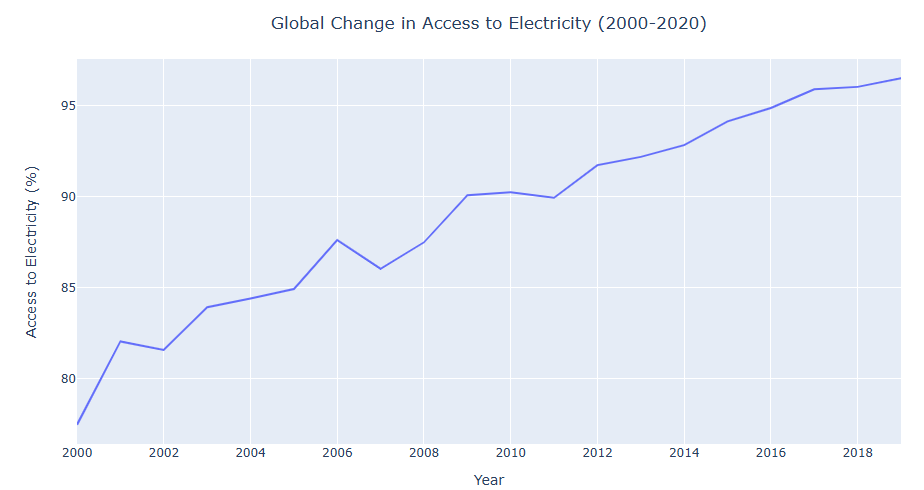 Global Change in Access to Electricity (2000-2020)
Access to Electricity (%)
95
90
85
80
2000 2002 2004 2006 2008 2010 2012 2014 2016 2018
Year